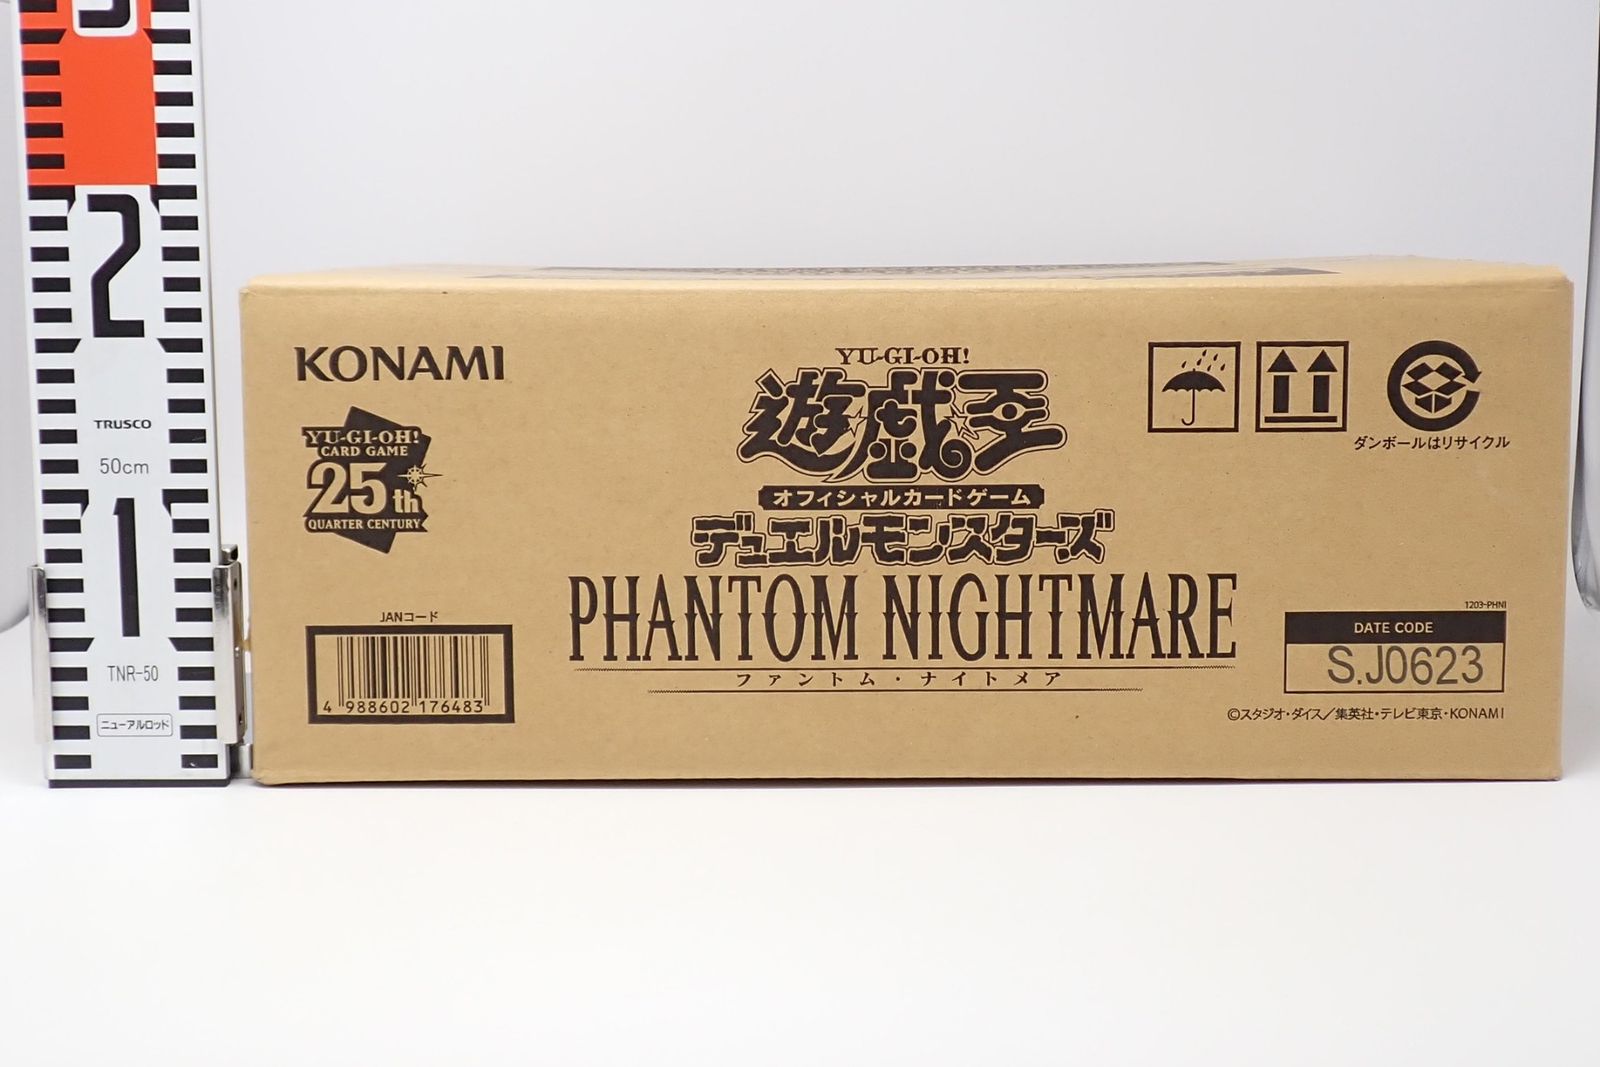 2
TRUSCO
50cm
1
TNR-50
ニューアルロッド
KONAMI
YU-GI-OH!
CARD GAME
25th
QUARTER CENTURY
JANコード
4 988602 176483
YU-GI-OH!
遊戯王
オフィシャルカードゲーム
デュエルモンスターズ
PHANTOM NIGHTMARE
ファントム・ナイトメア
ダンボールはリサイクル
1203-PHNI
DATE CODE
S.J0623
©スタジオ・ダイス/集英社・テレビ東京・KONAMI